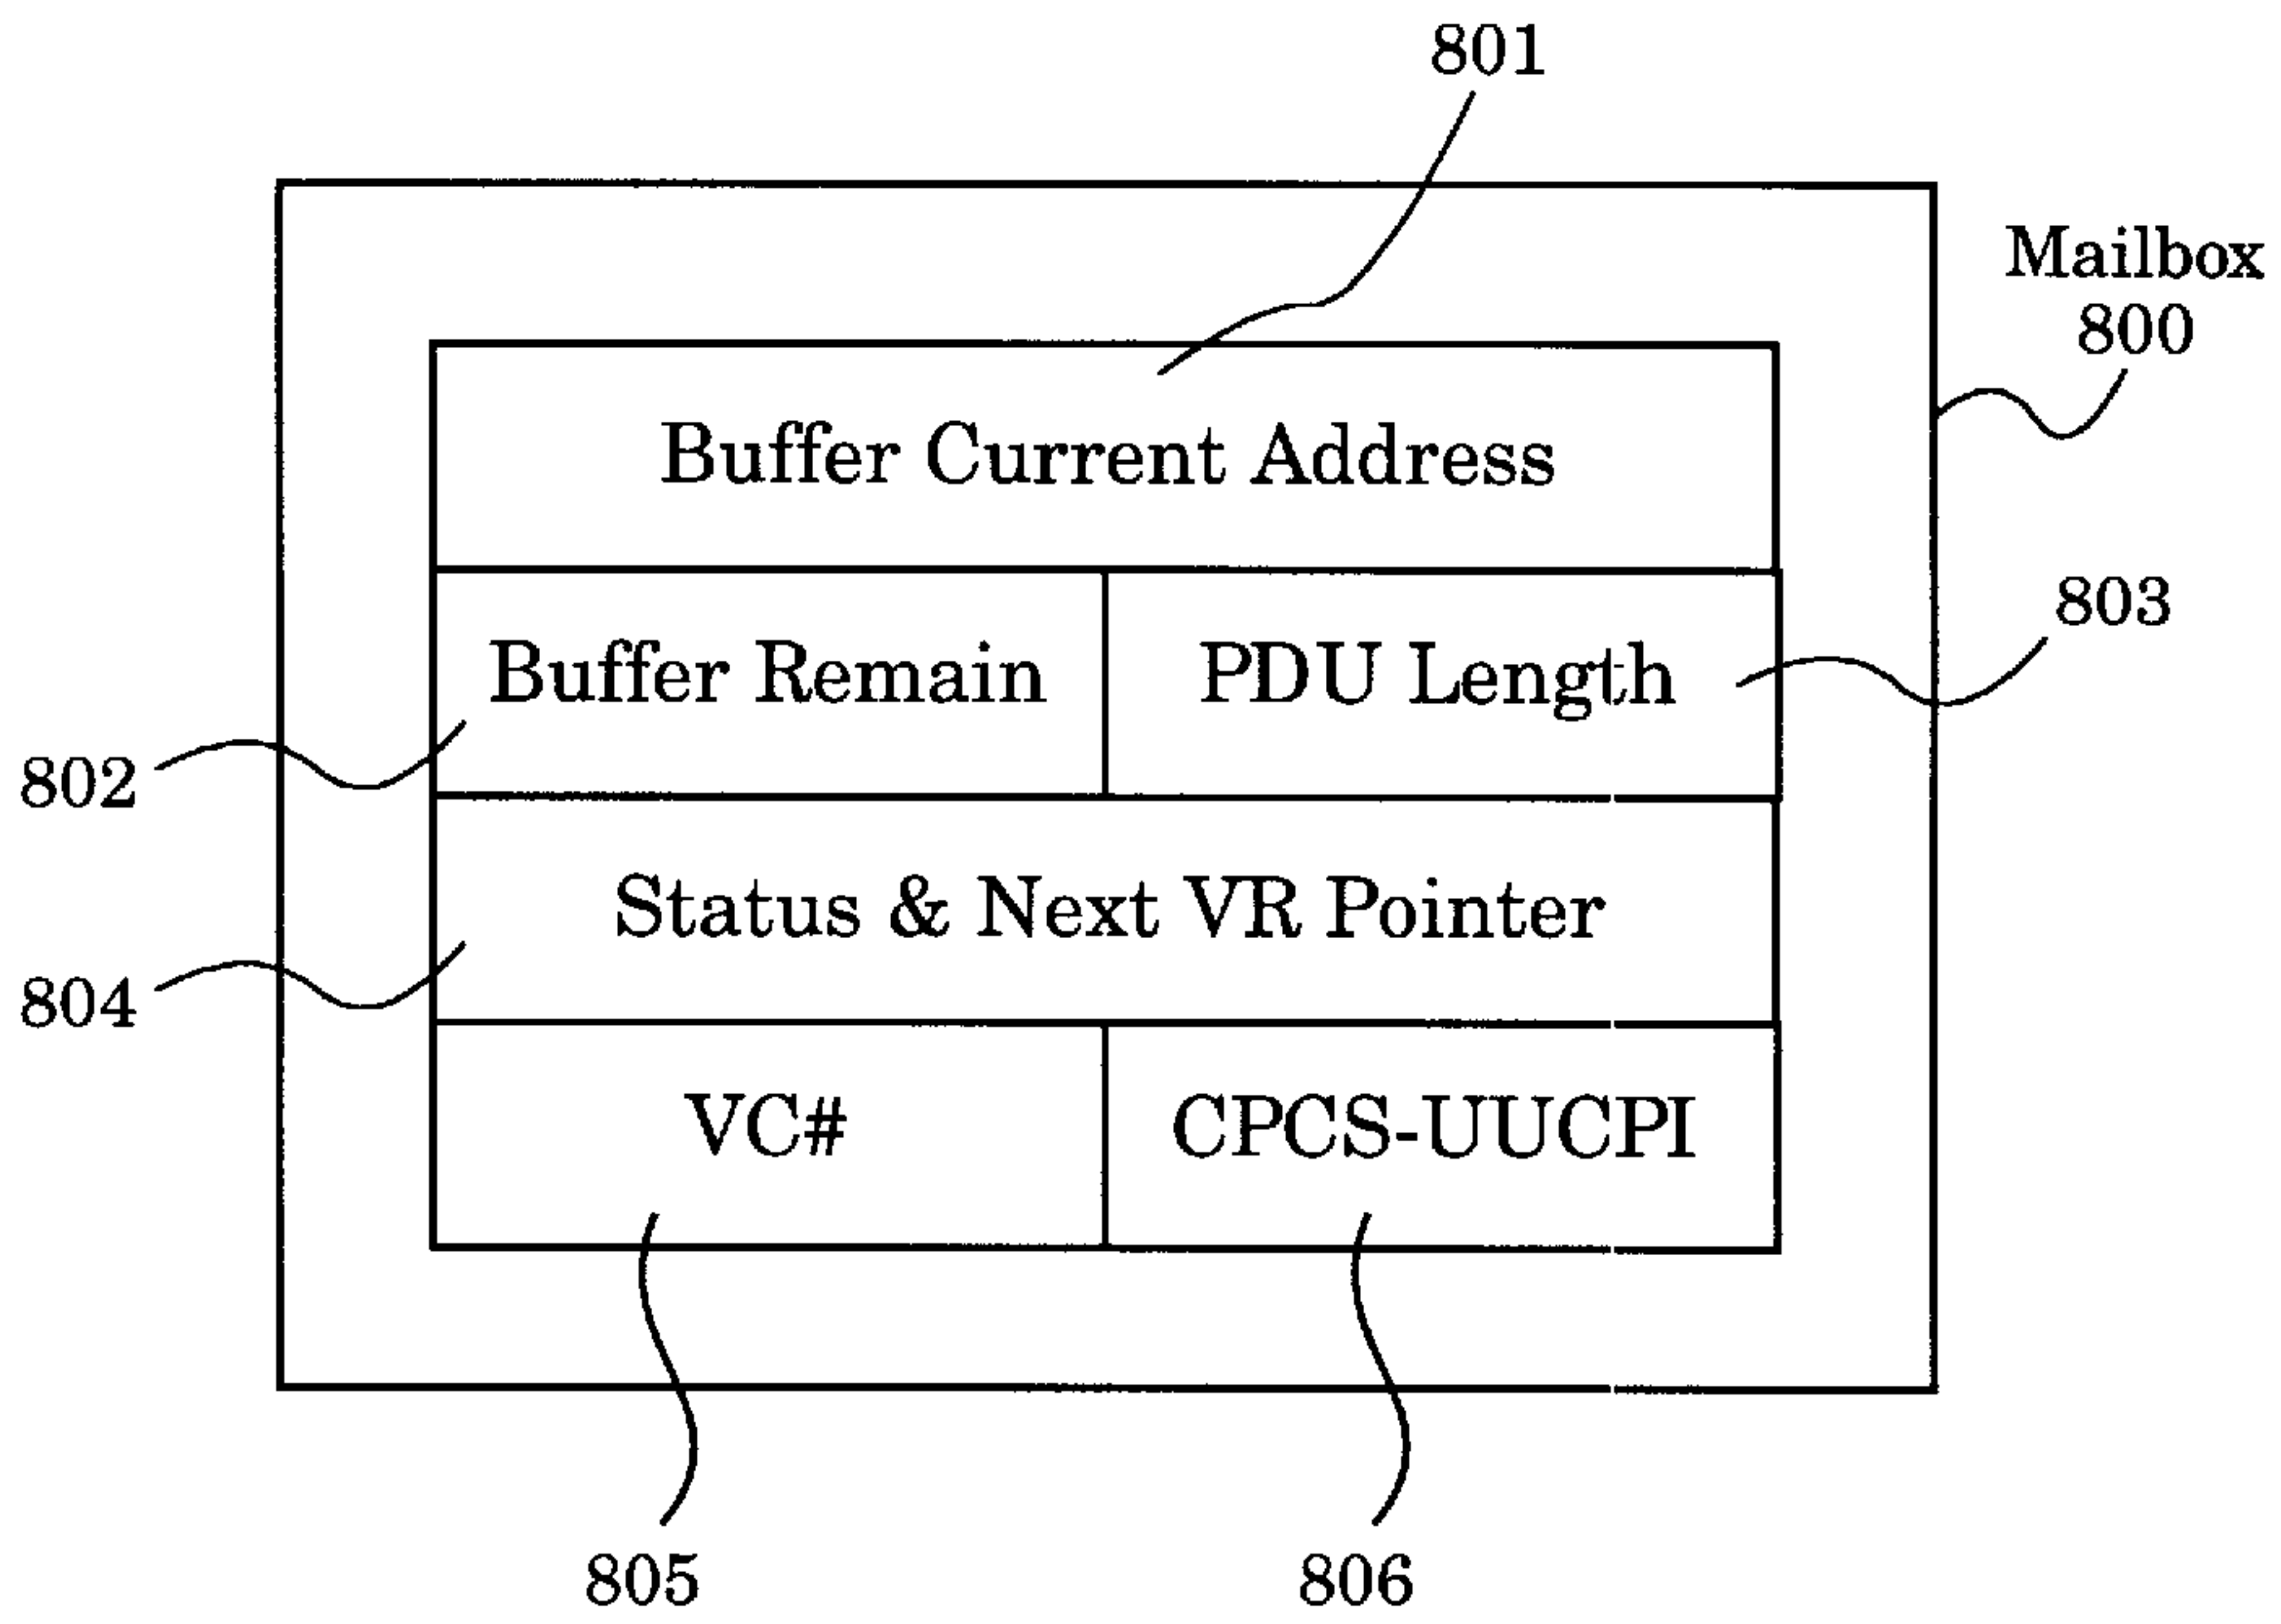 801
Mailbox
800
Buffer Current Address
803
Buffer Remain
PDU Length
802
Status & Next VR Pointer
804
VC#
CPCS-UUCPI
805
806